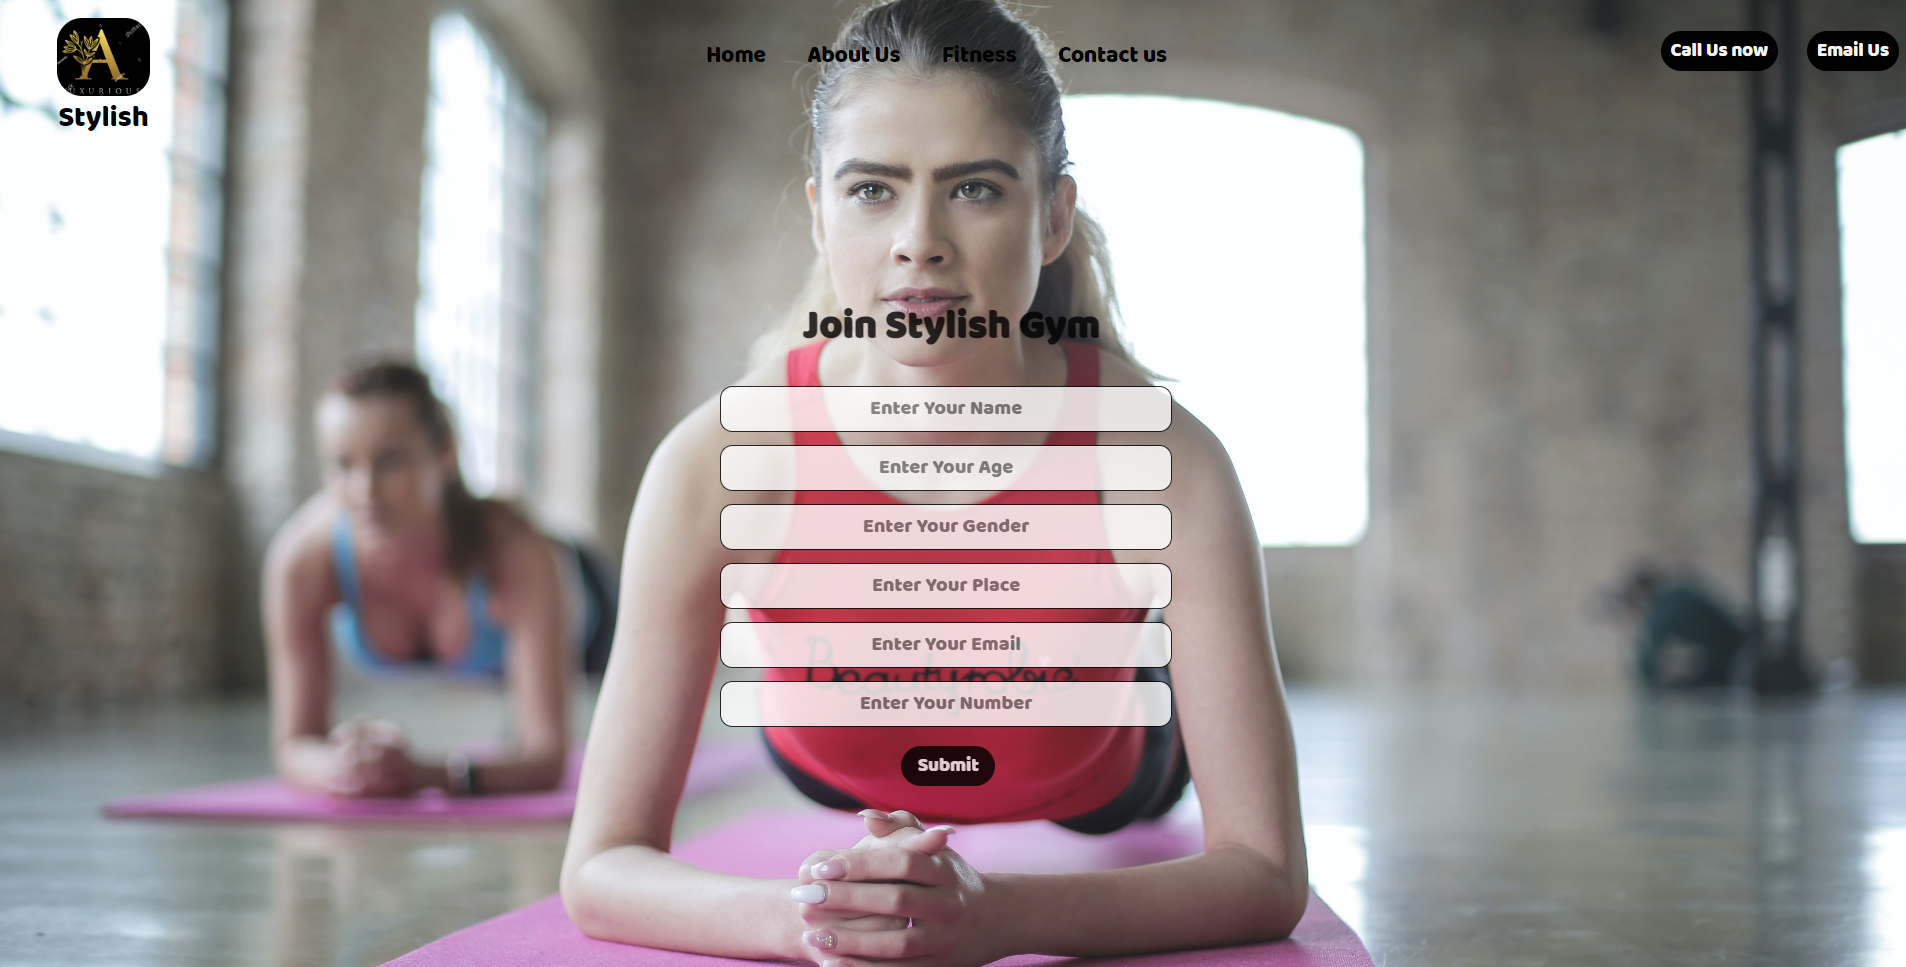 A
LUXURIOUS
Stylish
Home About Us Fitness Contact us
Call Us now Email Us
Join Stylish Gym
Enter Your Name
Enter Your Age
Enter Your Gender
Enter Your Place
Enter Your Email
Beautyrobic
Enter Your Number
Submit